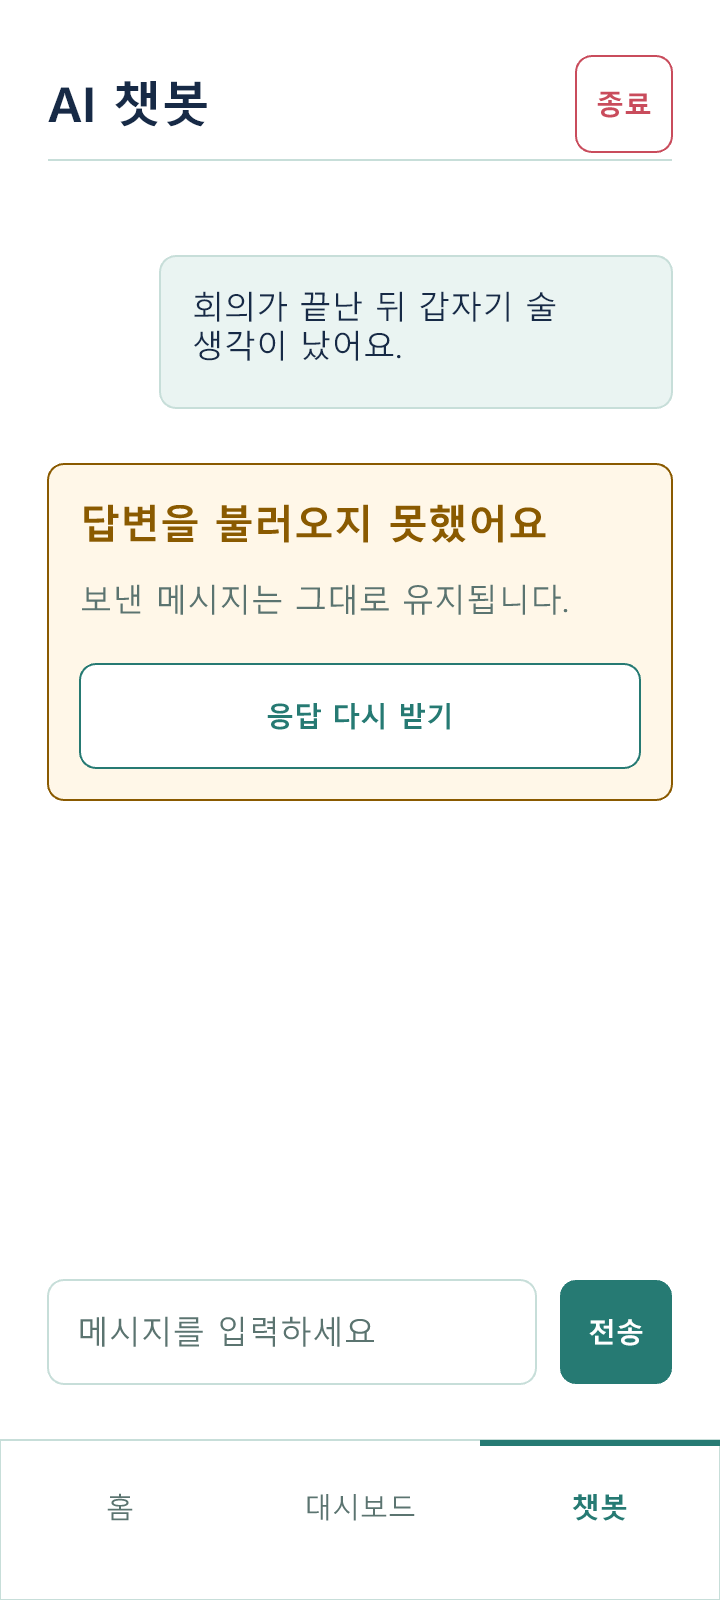 AI 챗봇
종료
회의가 끝난 뒤 갑자기 술
생각이 났어요.
답변을 불러오지 못했어요
보낸 메시지는 그대로 유지됩니다.
응답 다시 받기
메시지를 입력하세요
전송
홈
대시보드
챗봇